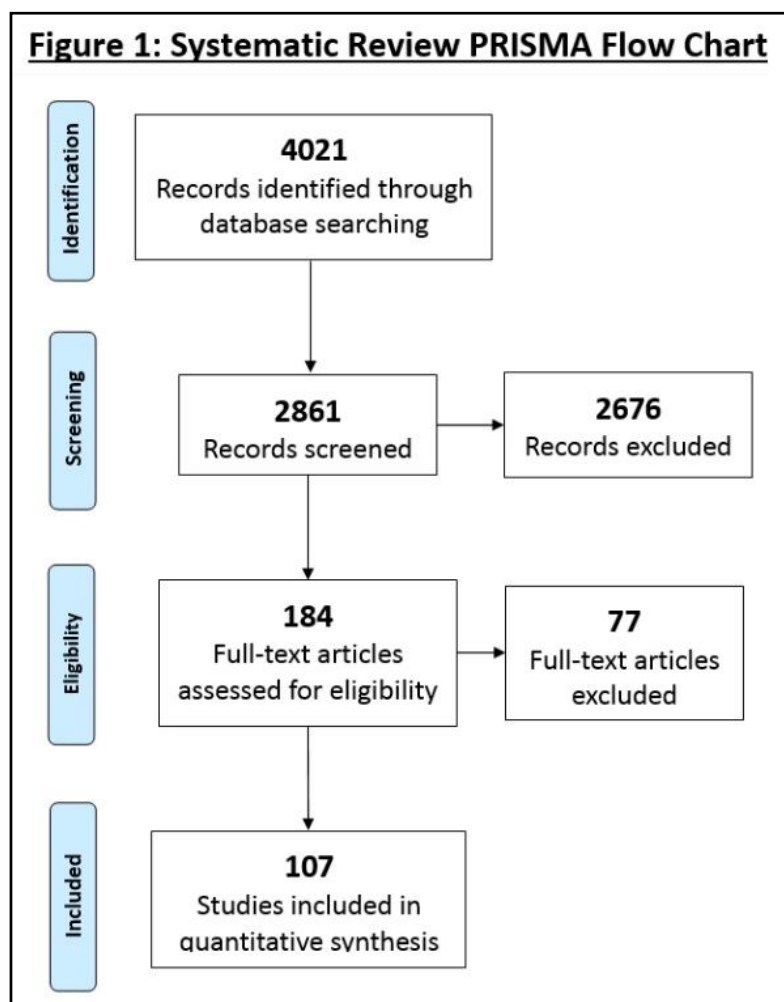 Figure 1: Systematic Review PRISMA Flow Chart
Identification
4021
Records identified through
database searching
Screening
2861
Records screened
2676
Records excluded
Eligibility
184
Full-text articles
assessed for eligibility
77
Full-text articles
excluded
Included
107
Studies included in
quantitative synthesis